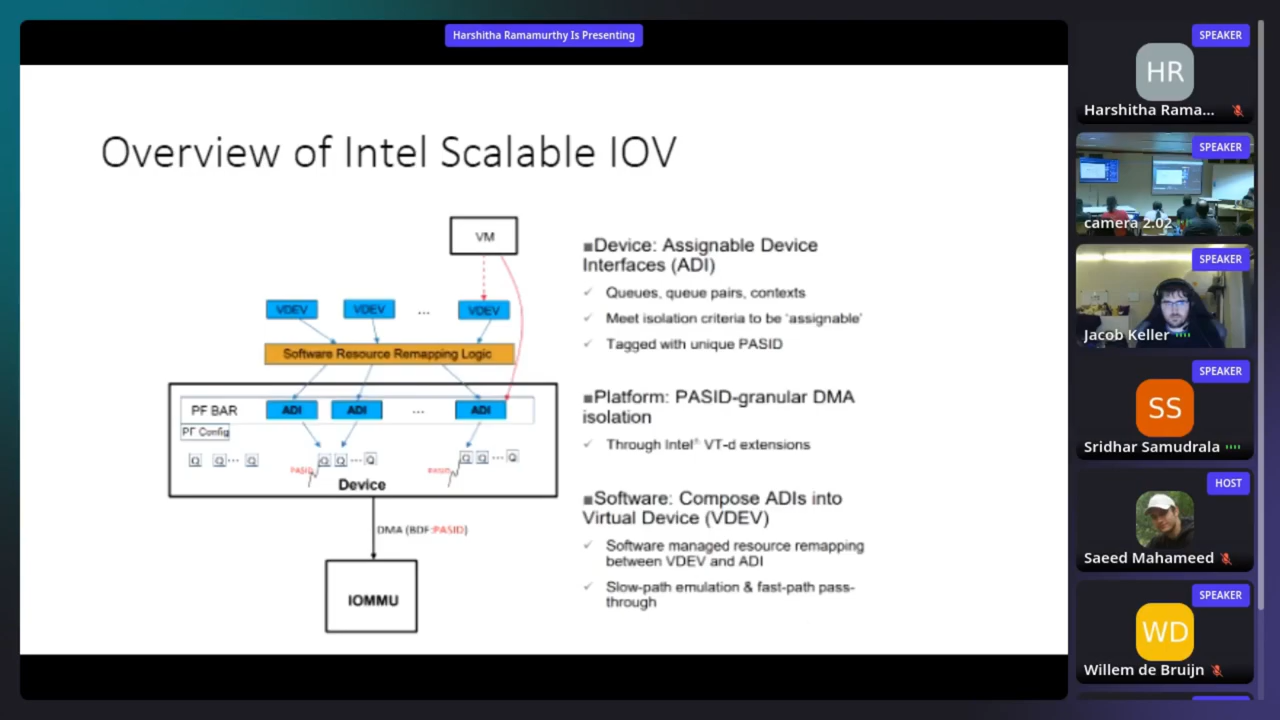 Harshitha Ramamurthy Is Presenting
Overview of Intel Scalable IOV
VM
VDEV
VDEV
...
VDEV
Software Resource Remapping Logic
PF BAR
ADI
ADI
...
ADI
PF Config
Q
Q
...
Q
PASID
Q
Q
...
Q
PASID
Q
Q
...
Q
Device
DMA (BDF:PASID)
IOMMU
■Device: Assignable Device
Interfaces (ADI)
✓ Queues, queue pairs, contexts
✓ Meet isolation criteria to be ‘assignable’
✓ Tagged with unique PASID
■Platform: PASID-granular DMA
isolation
✓ Through Intel® VT-d extensions
■Software: Compose ADIs into
Virtual Device (VDEV)
✓ Software managed resource remapping
between VDEV and ADI
✓ Slow-path emulation & fast-path pass-
through
SPEAKER
HR
Harshitha Rama...
SPEAKER
camera 2.02
SPEAKER
Jacob Keller
SPEAKER
SS
Sridhar Samudrala
HOST
Saeed Mahameed
SPEAKER
WD
Willem de Bruijn